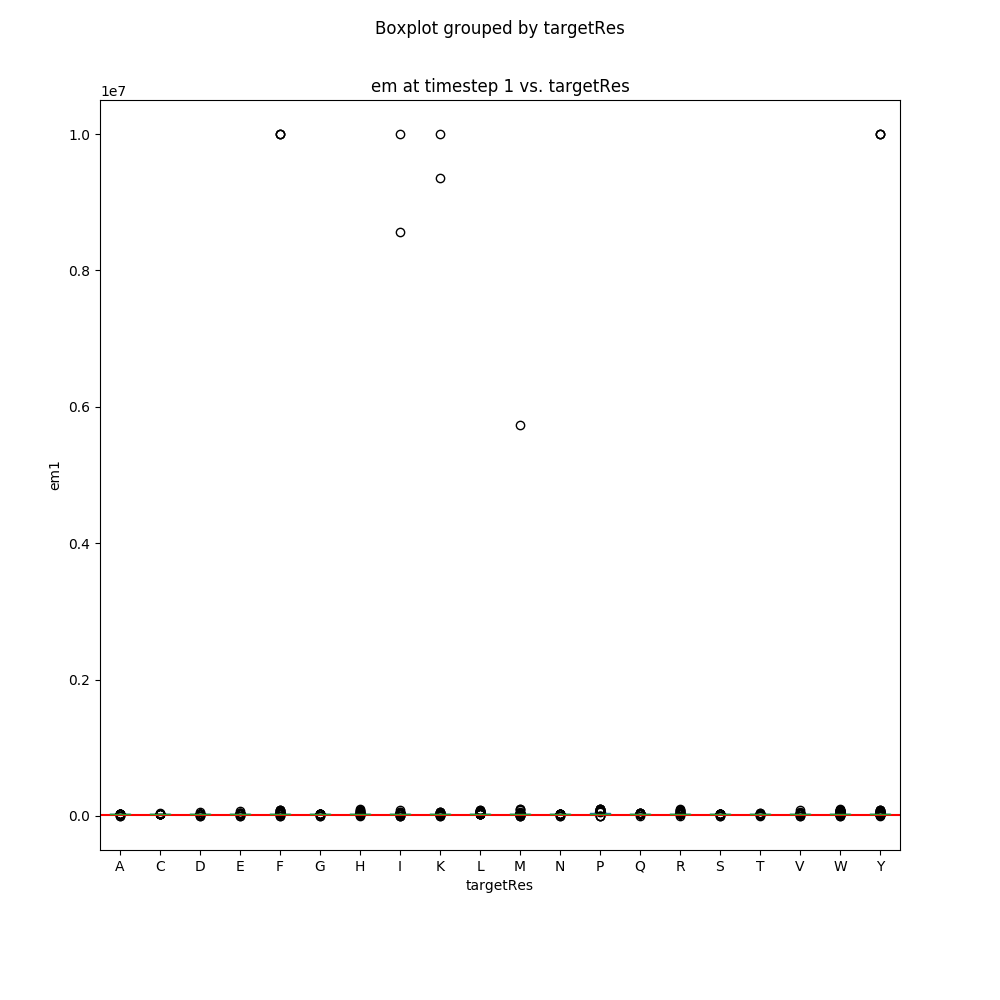 Boxplot grouped by targetRes
em at timestep 1 vs. targetRes
1e7
1.0
0.8
0.6
em1
0.4
0.2
0.0
A C D E F G H I K L M N P Q R S T V W Y
targetRes